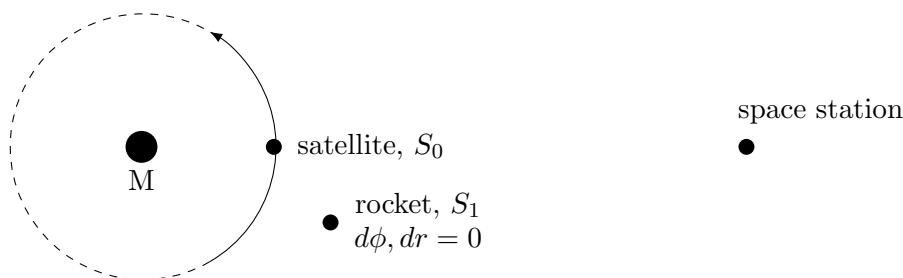 space station
satellite, S₀
M
rocket, S₁
dϕ, dr = 0